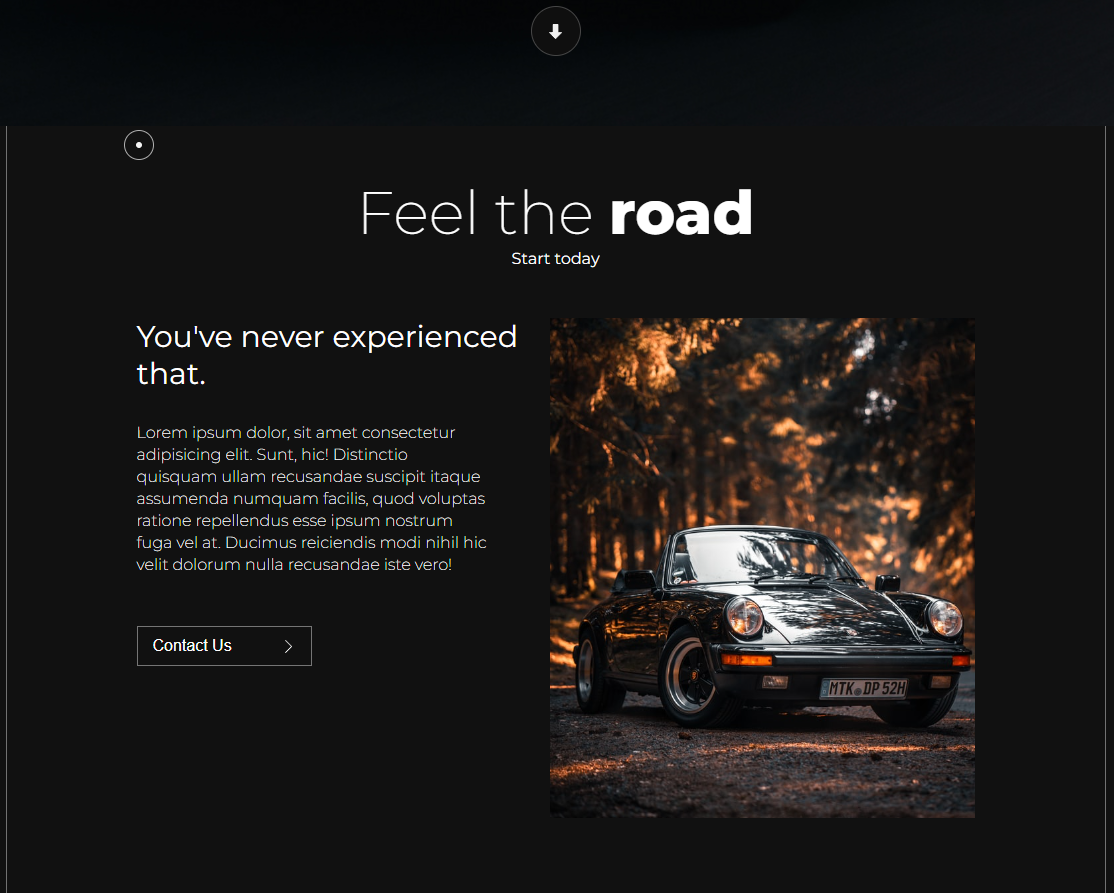 Feel the road
Start today
You've never experienced
that.
Lorem ipsum dolor, sit amet consectetur
adipisicing elit. Sunt, hic! Distinctio
quisquam ullam recusandae suscipit itaque
assumenda numquam facilis, quod voluptas
ratione repellendus esse ipsum nostrum
fuga vel at. Ducimus reiciendis modi nihil hic
velit dolorum nulla recusandae iste vero!
Contact Us
MTK DP 52H